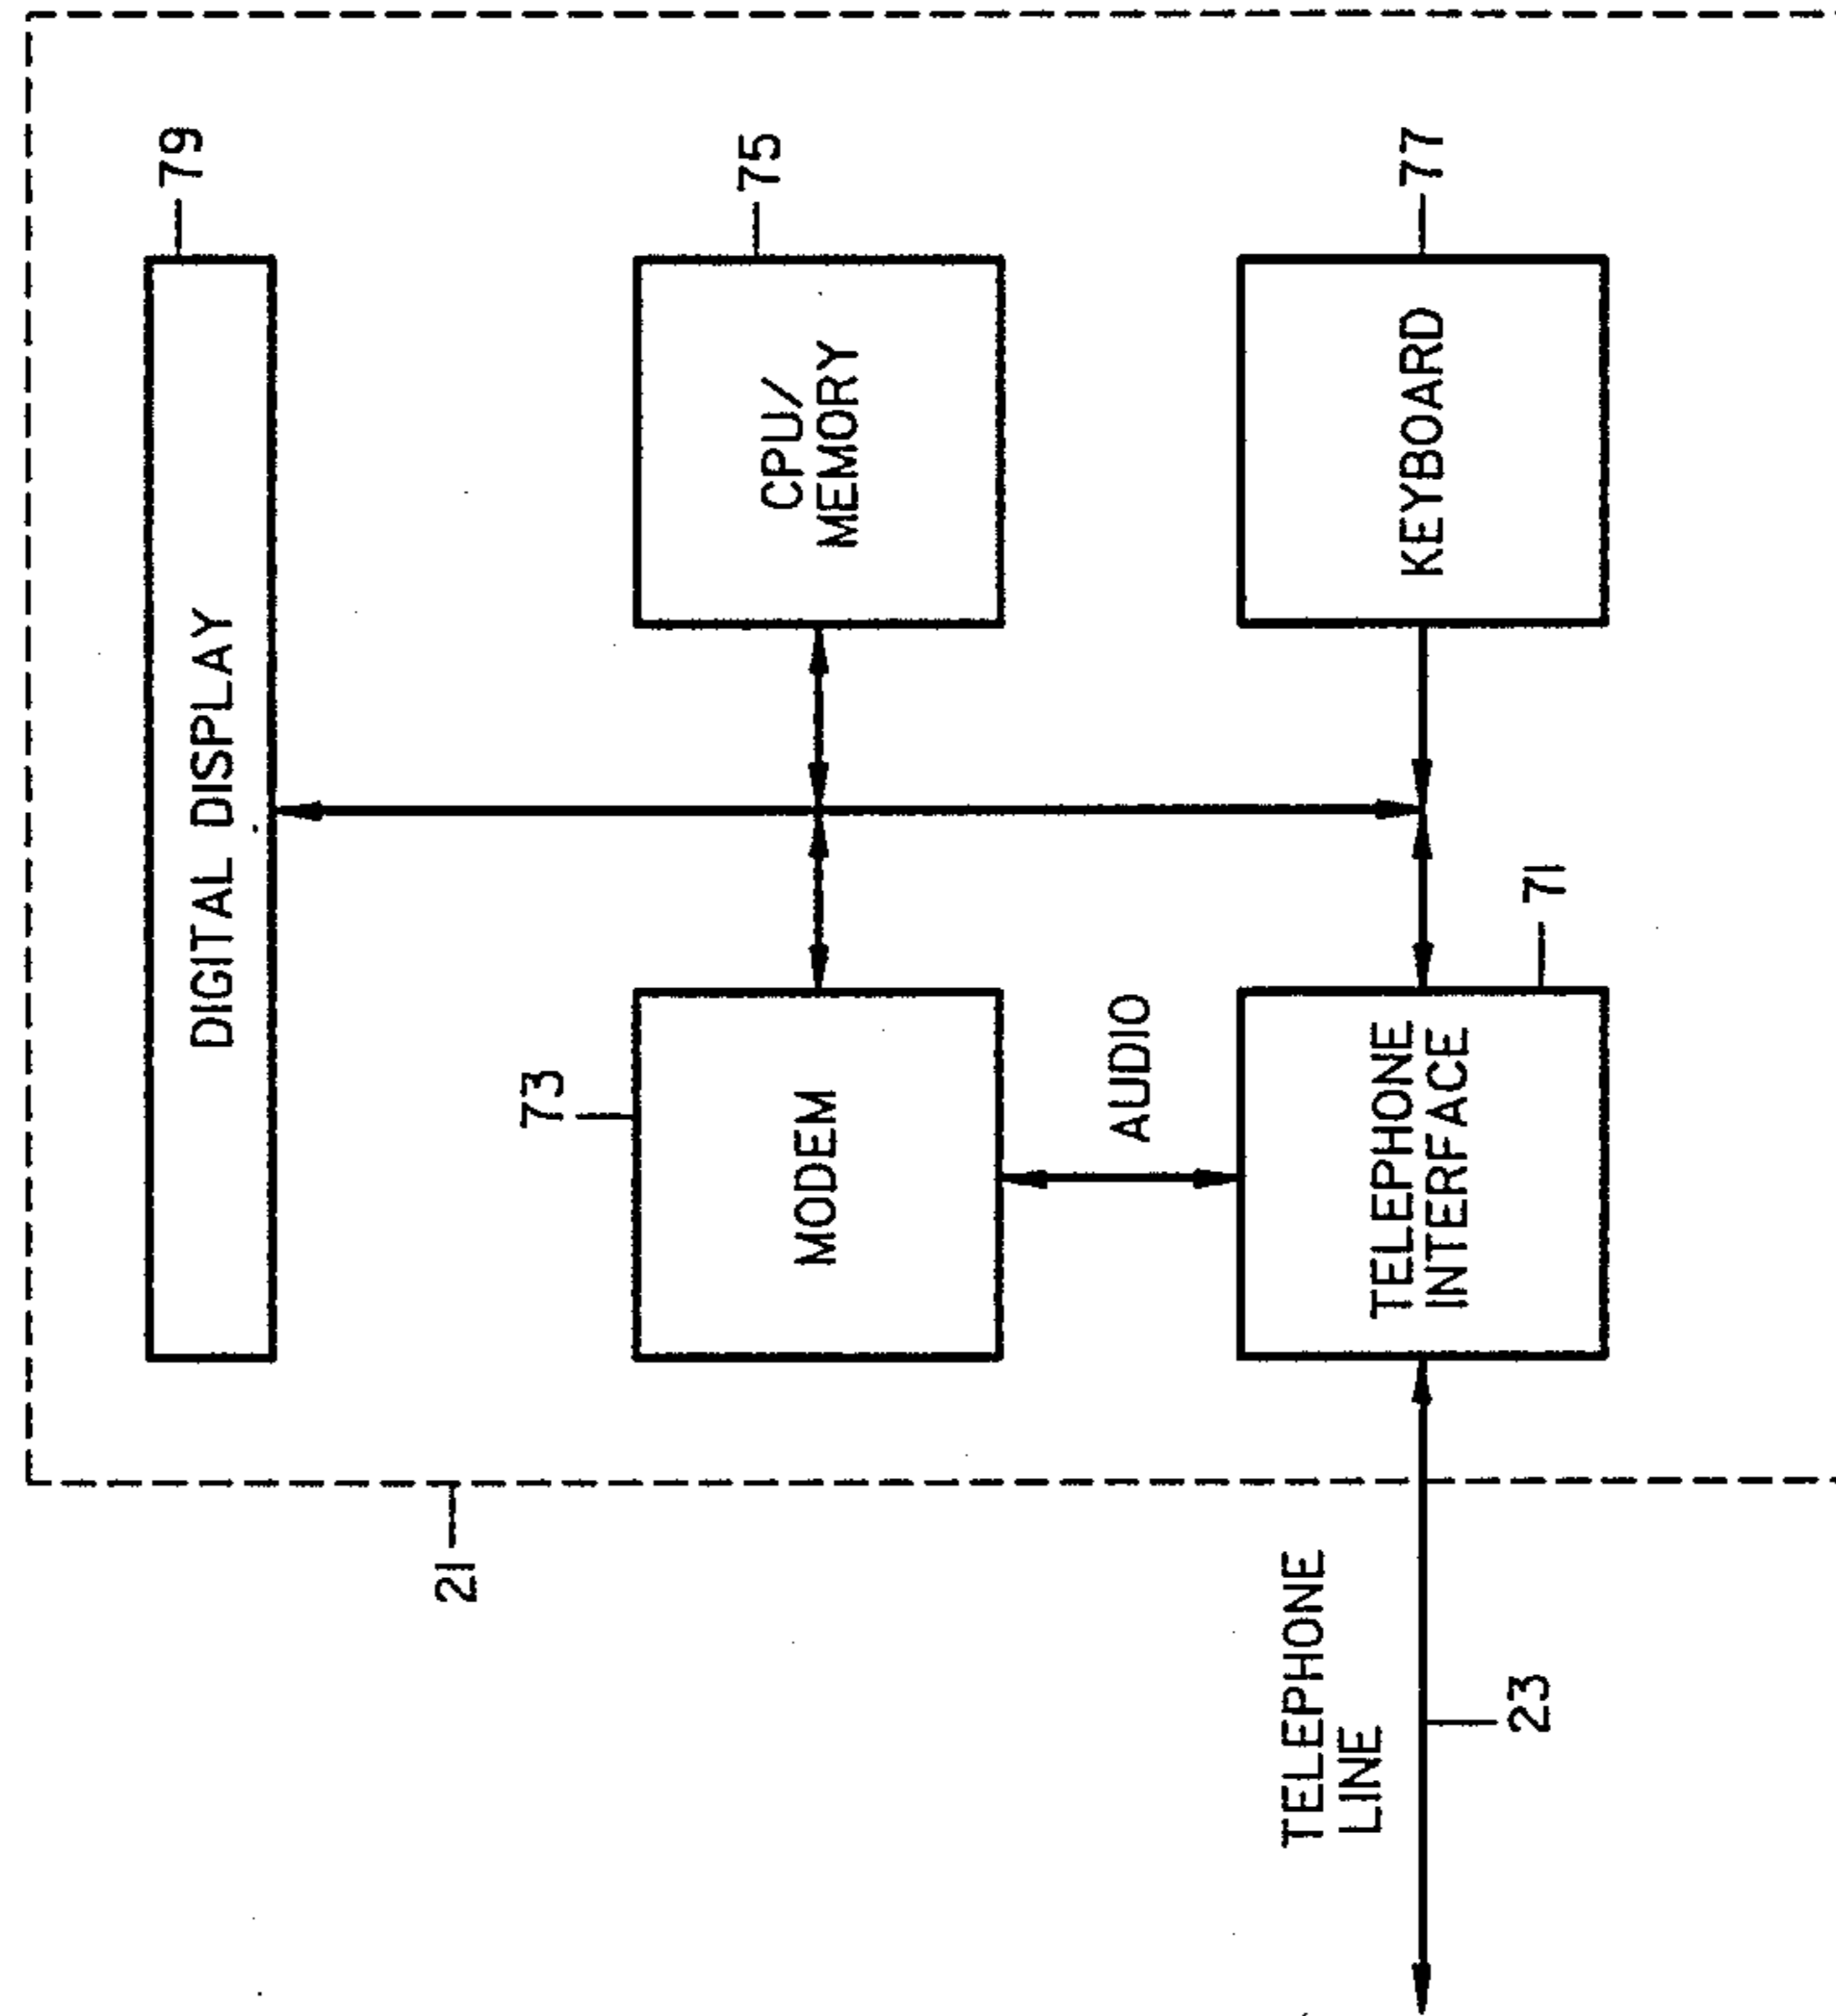 79
DIGITAL DISPLAY
75
CPU/
MEMORY
73
MODEM
77
KEYBOARD
AUDIO
71
TELEPHONE
INTERFACE
21
TELEPHONE
LINE
23